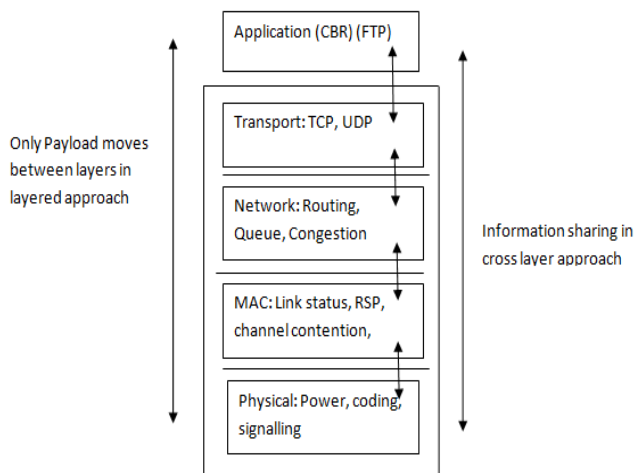 Application (CBR) (FTP)
Transport: TCP, UDP
Only Payload moves
between layers in
layered approach
Network: Routing,
Queue, Congestion
Information sharing in
cross layer approach
MAC: Link status, RSP,
channel contention,
Physical: Power, coding,
signalling